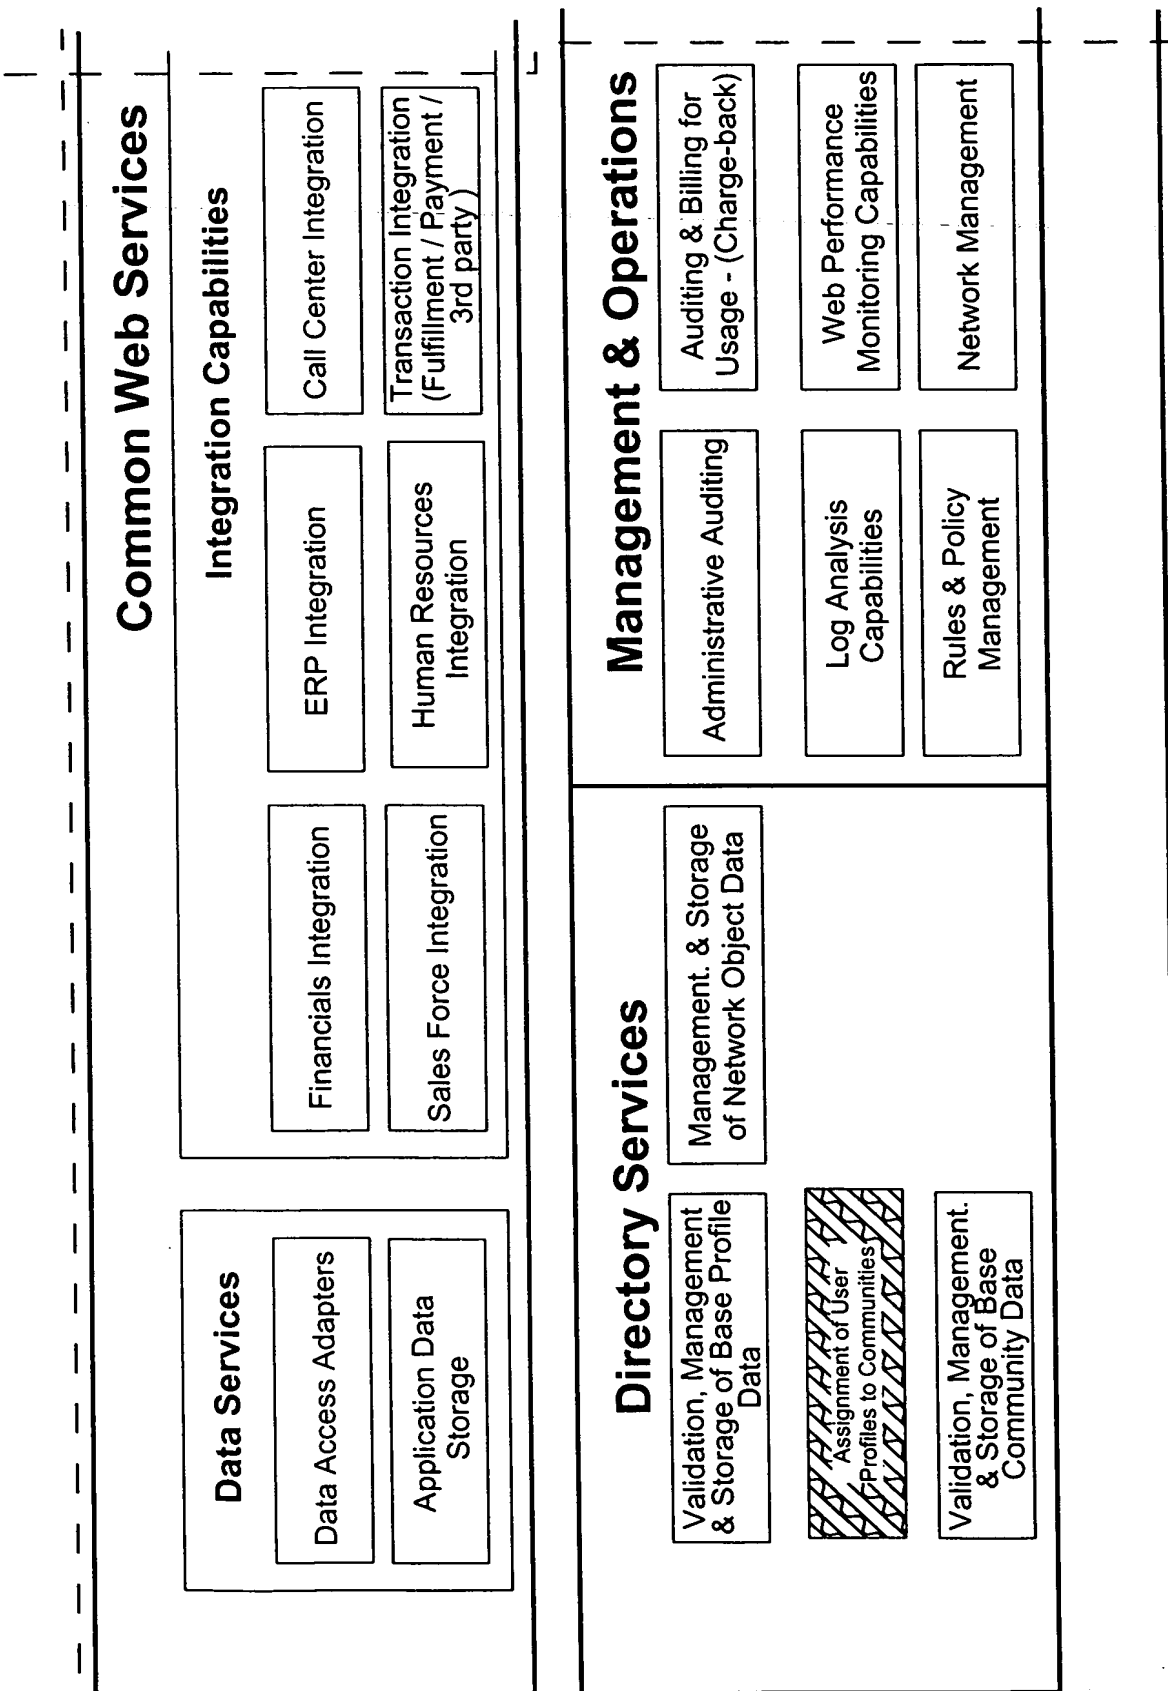 Common Web Services
Data Services
Data Access Adapters
Application Data
Storage
Integration Capabilities
Financials Integration
ERP Integration
Call Center Integration
Sales Force Integration
Human Resources
Integration
Transaction Integration
(Fulfillment / Payment /
3rd party )
Directory Services
Validation, Management
& Storage of Base Profile
Data
Management. & Storage
of Network Object Data
Assignment of User
Profiles to Communities
Validation, Management.
& Storage of Base
Community Data
Management & Operations
Administrative Auditing
Auditing & Billing for
Usage - (Charge-back)
Log Analysis
Capabilities
Web Performance
Monitoring Capabilities
Rules & Policy
Management
Network Management